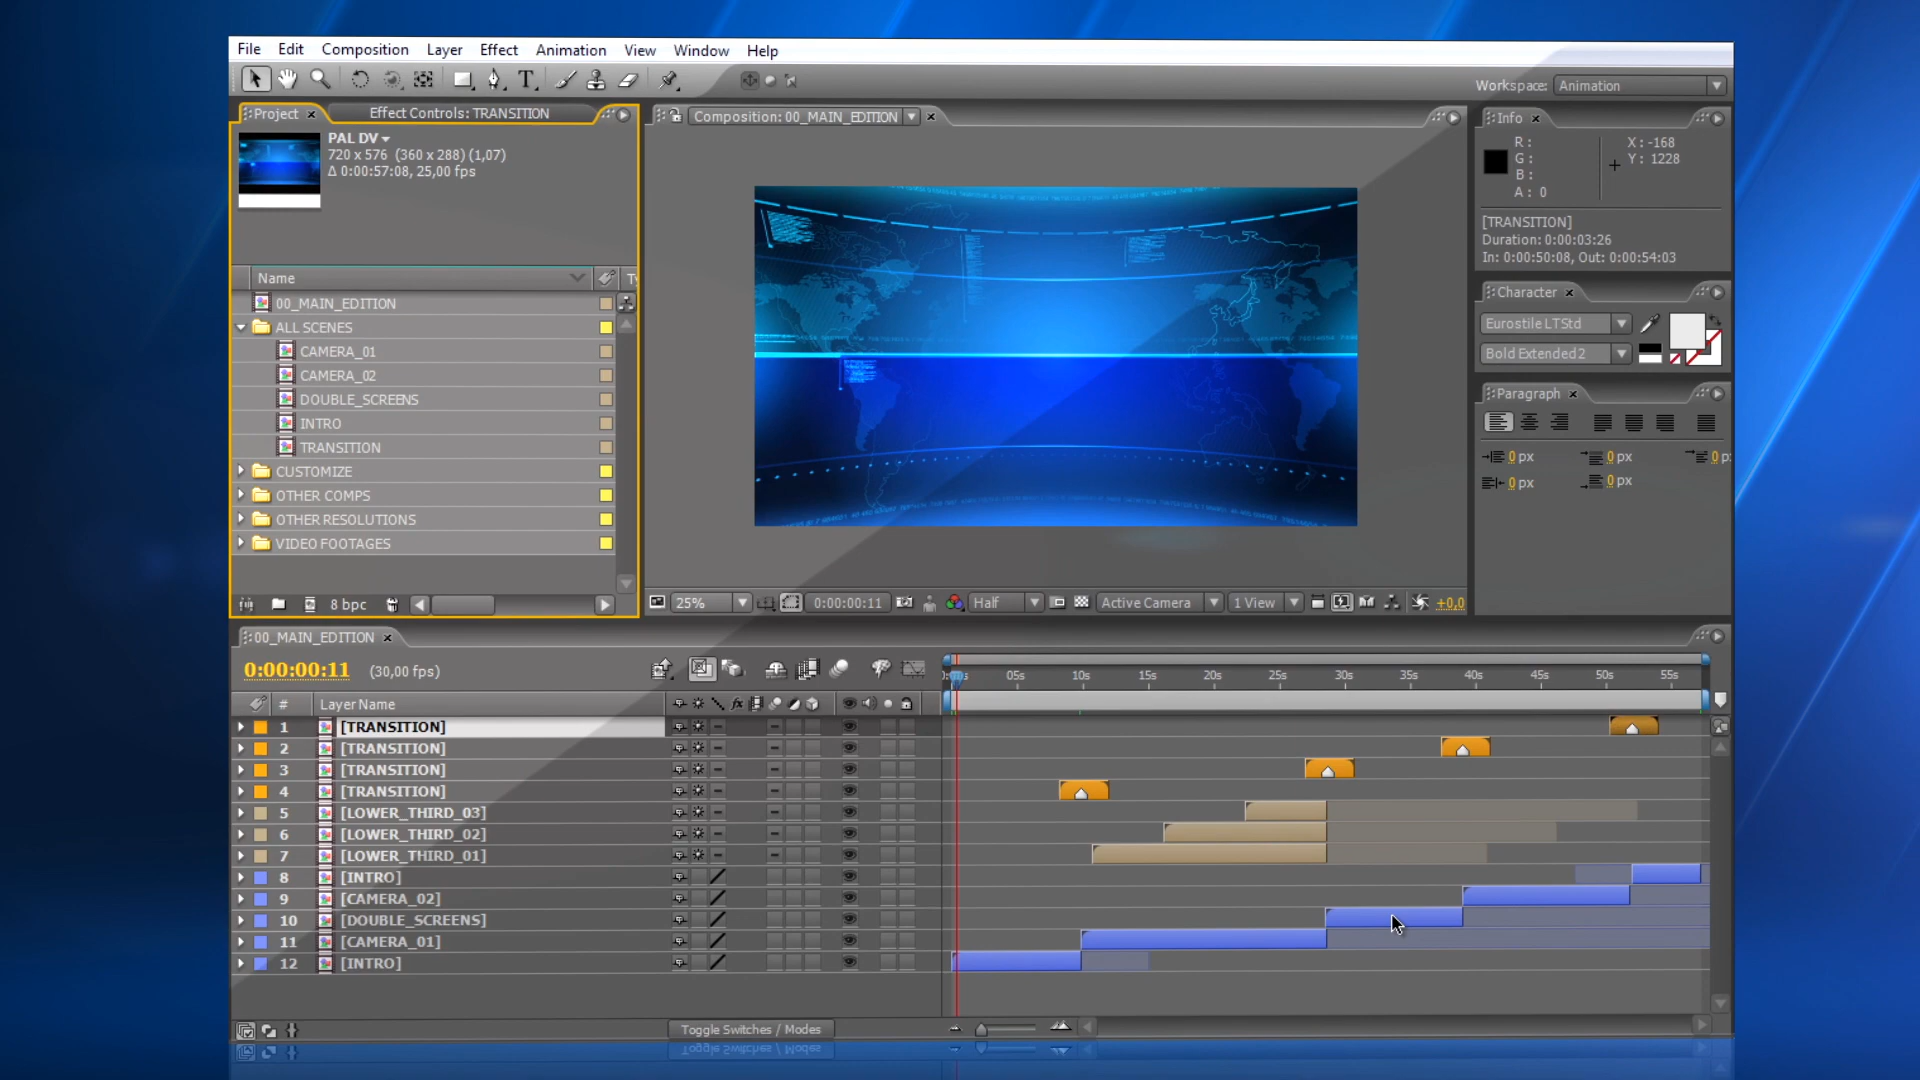 File Edit Composition Layer Effect Animation View Window Help
Workspace: Animation
Project Effect Controls: TRANSITION
Composition: 00_MAIN_EDITION
PAL DV
720 x 576 (360 x 288) (1,07)
Δ 0:00:57:08, 25,00 fps
Name
00_MAIN_EDITION
ALL SCENES
CAMERA_01
CAMERA_02
DOUBLE_SCREENS
INTRO
TRANSITION
CUSTOMIZE
OTHER COMPS
OTHER RESOLUTIONS
VIDEO FOOTAGES
8 bpc
25% 0:00:00:11 Half Active Camera 1 View +0,0
Info
R :
G :
B :
A : 0
X : -168
Y : 1228
[TRANSITION]
Duration: 0:00:03:26
In: 0:00:50:08, Out: 0:00:54:03
Character
Eurostile LT Std
Bold Extended 2
Paragraph
0 px 0 px 0 p
0 px 0 px
00_MAIN_EDITION
0:00:00:11 (30,00 fps)
05s 10s 15s 20s 25s 30s 35s 40s 45s 50s 55s
# Layer Name
1 [TRANSITION]
2 [TRANSITION]
3 [TRANSITION]
4 [TRANSITION]
5 [LOWER_THIRD_03]
6 [LOWER_THIRD_02]
7 [LOWER_THIRD_01]
8 [INTRO]
9 [CAMERA_02]
10 [DOUBLE_SCREENS]
11 [CAMERA_01]
12 [INTRO]
Toggle Switches / Modes